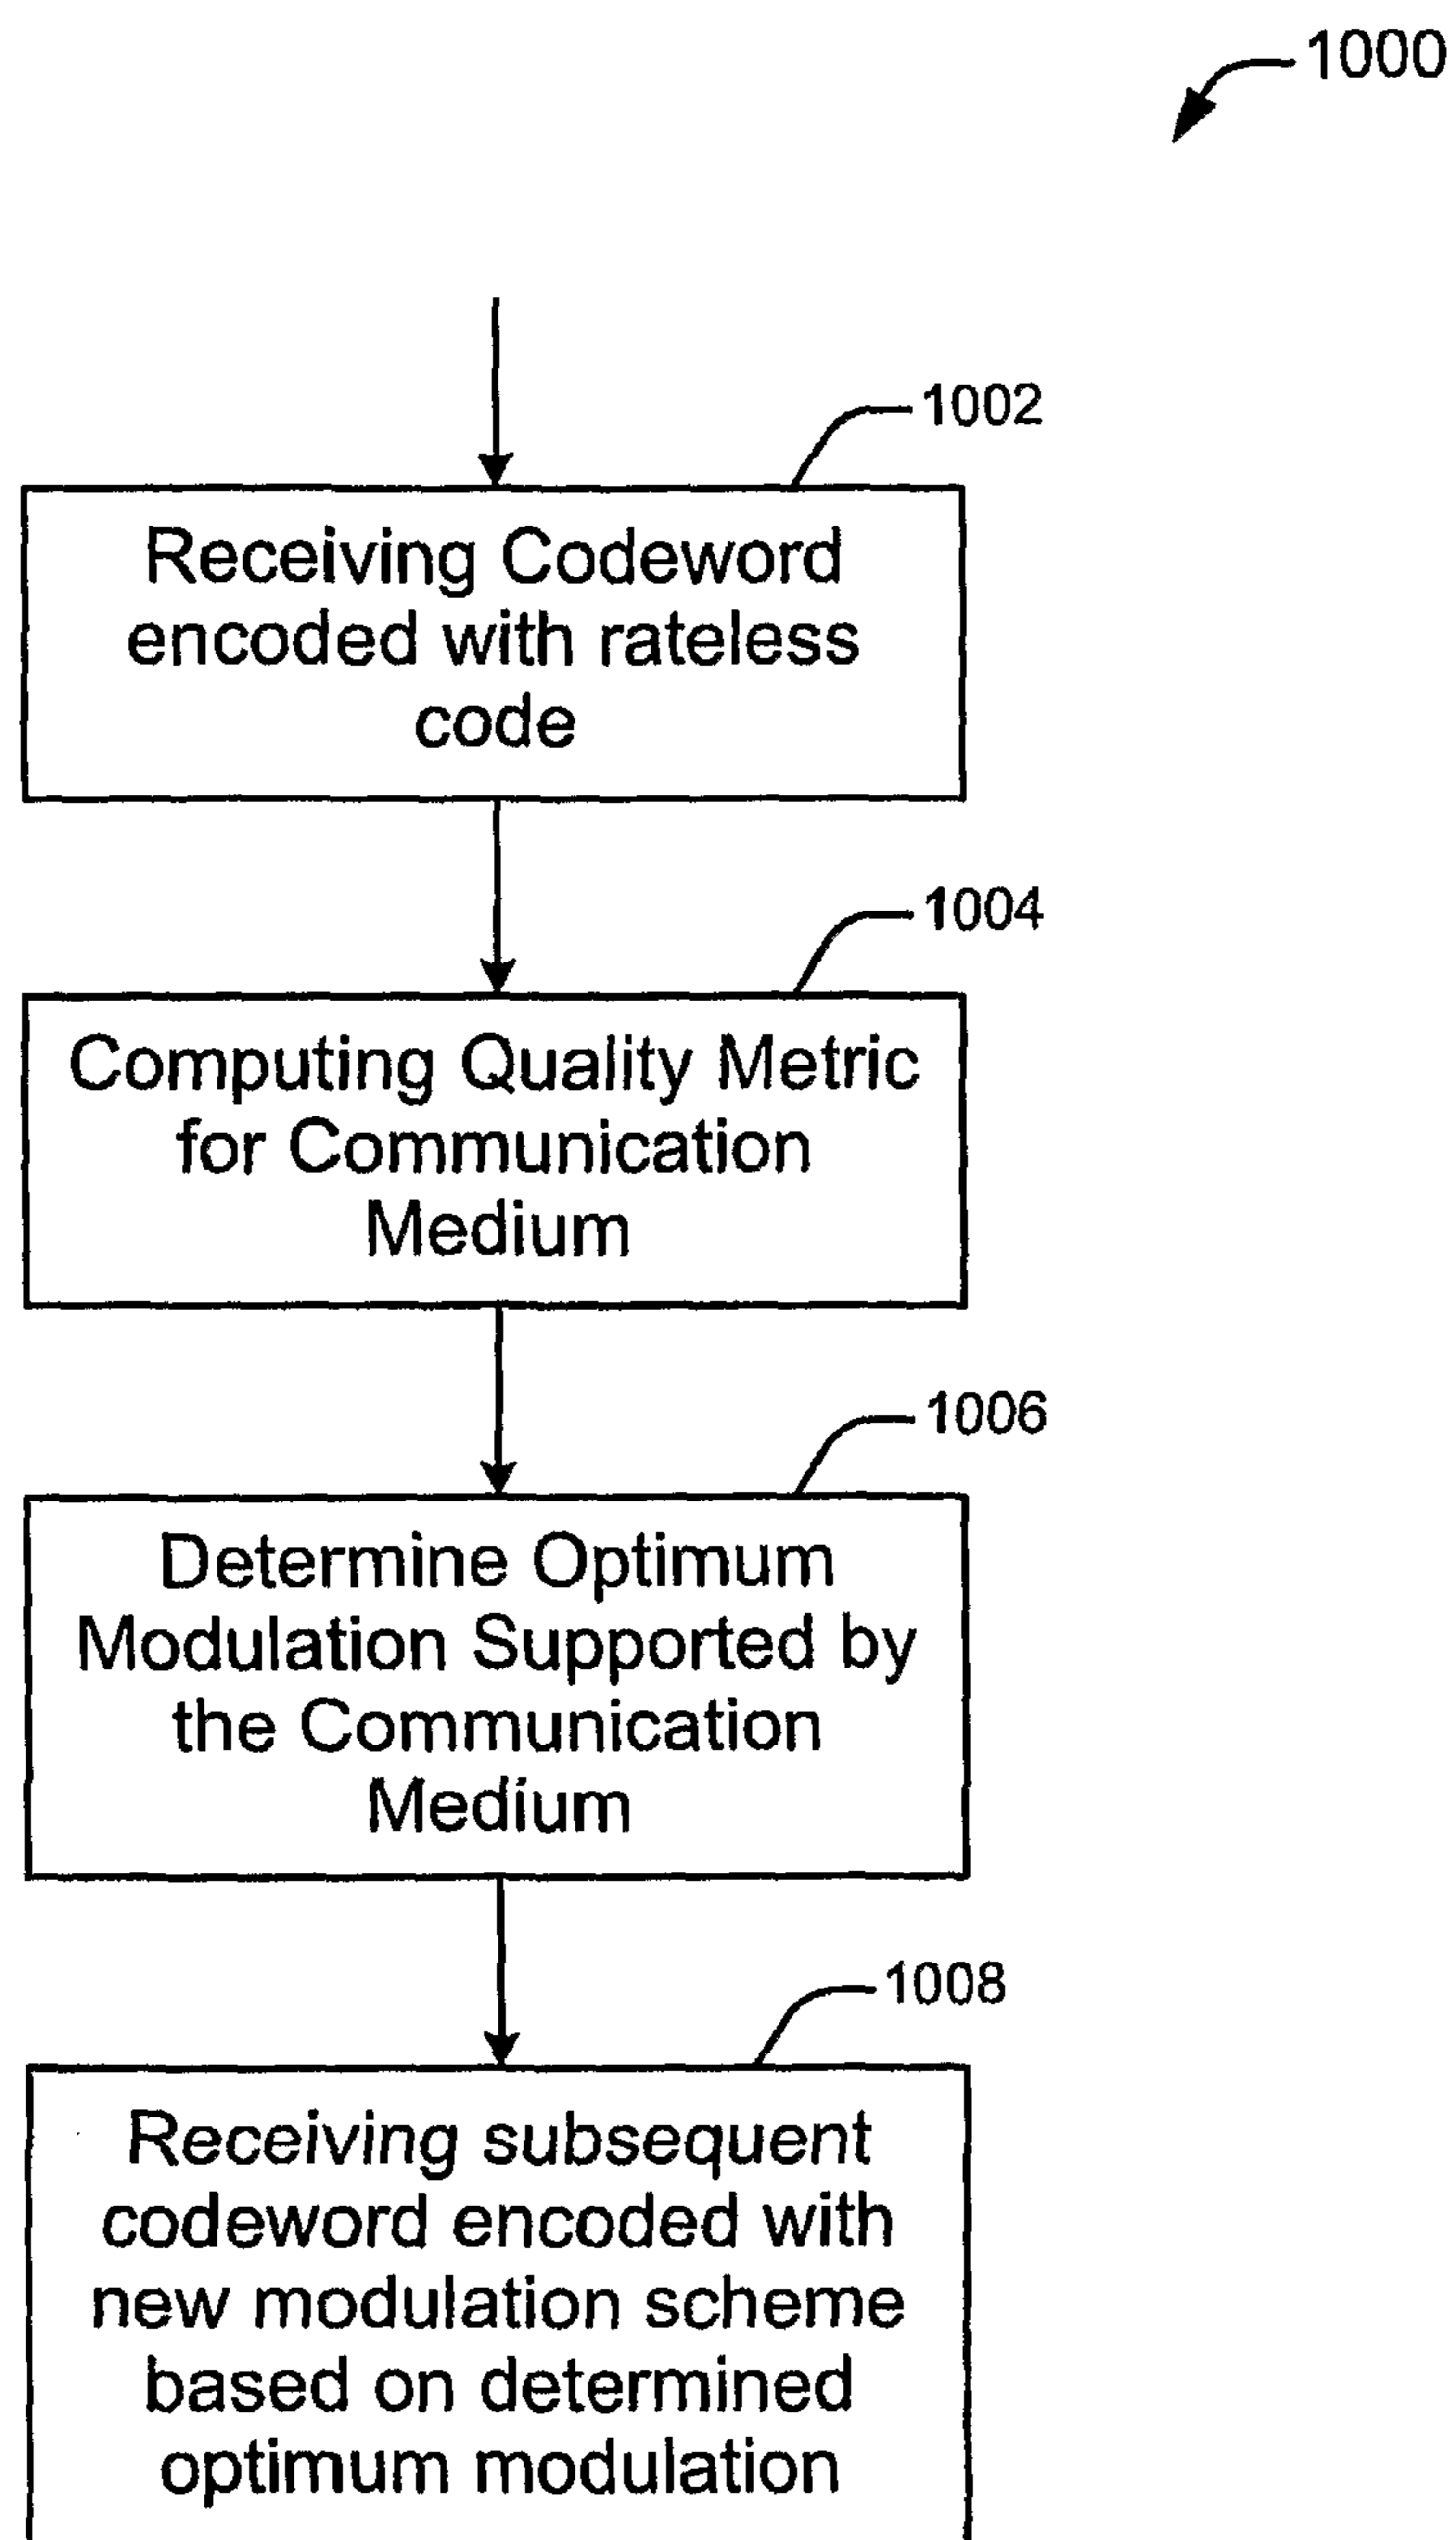 1000
1002
Receiving Codeword
encoded with rateless
code
1004
Computing Quality Metric
for Communication
Medium
1006
Determine Optimum
Modulation Supported by
the Communication
Medium
1008
Receiving subsequent
codeword encoded with
new modulation scheme
based on determined
optimum modulation